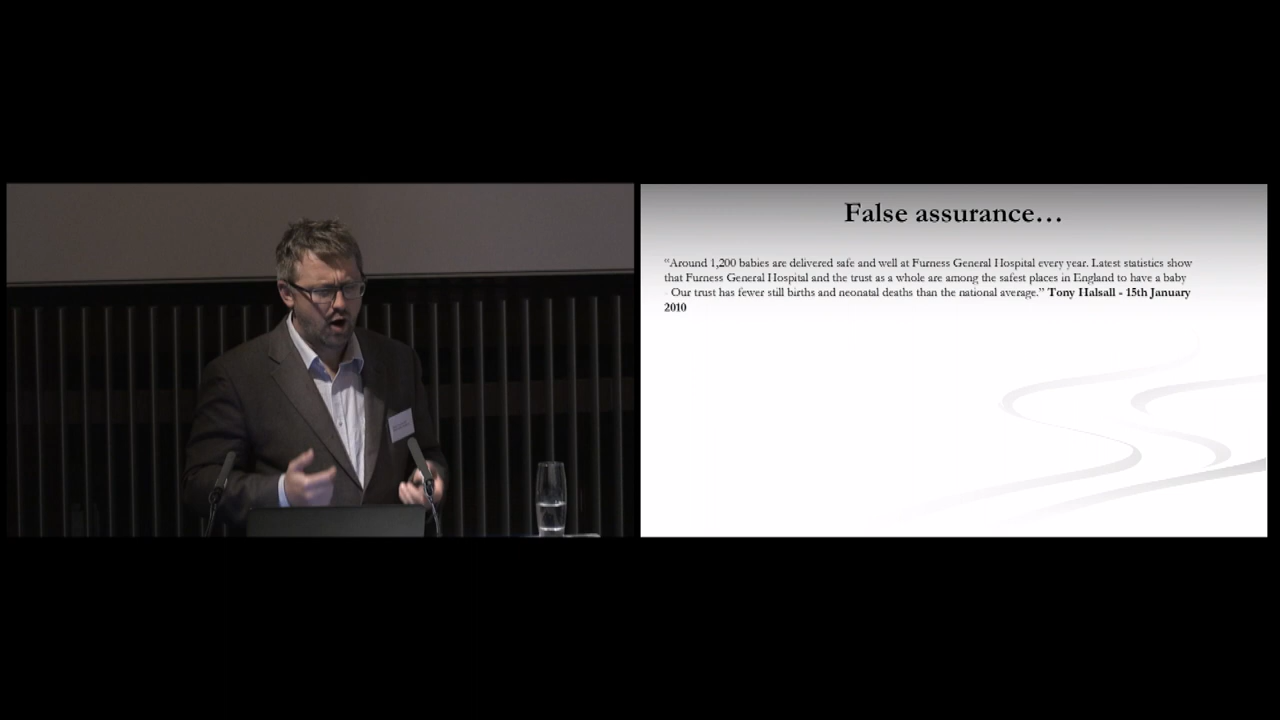 False assurance…
“Around 1,200 babies are delivered safe and well at Furness General Hospital every year. Latest statistics show
that Furness General Hospital and the trust as a whole are among the safest places in England to have a baby
Our trust has fewer still births and neonatal deaths than the national average.” Tony Halsall - 15th January
2010